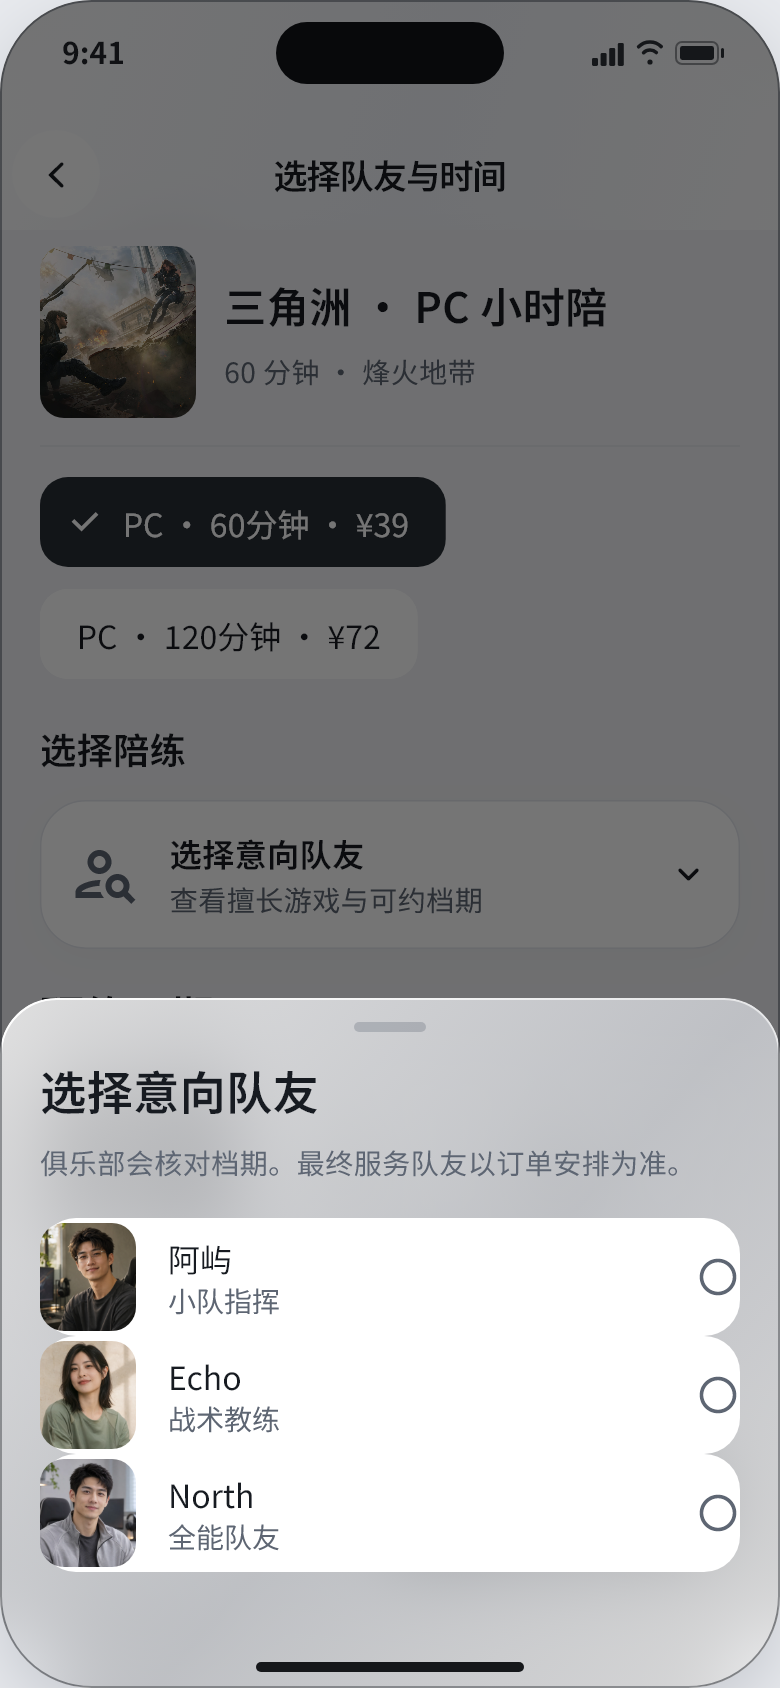 9:41
选择队友与时间
三角洲 · PC 小时陪
60 分钟 · 烽火地带
PC · 60分钟 · ¥39
PC · 120分钟 · ¥72
选择陪练
选择意向队友
查看擅长游戏与可约档期
选择意向队友
俱乐部会核对档期。最终服务队友以订单安排为准。
阿屿
小队指挥
Echo
战术教练
North
全能队友